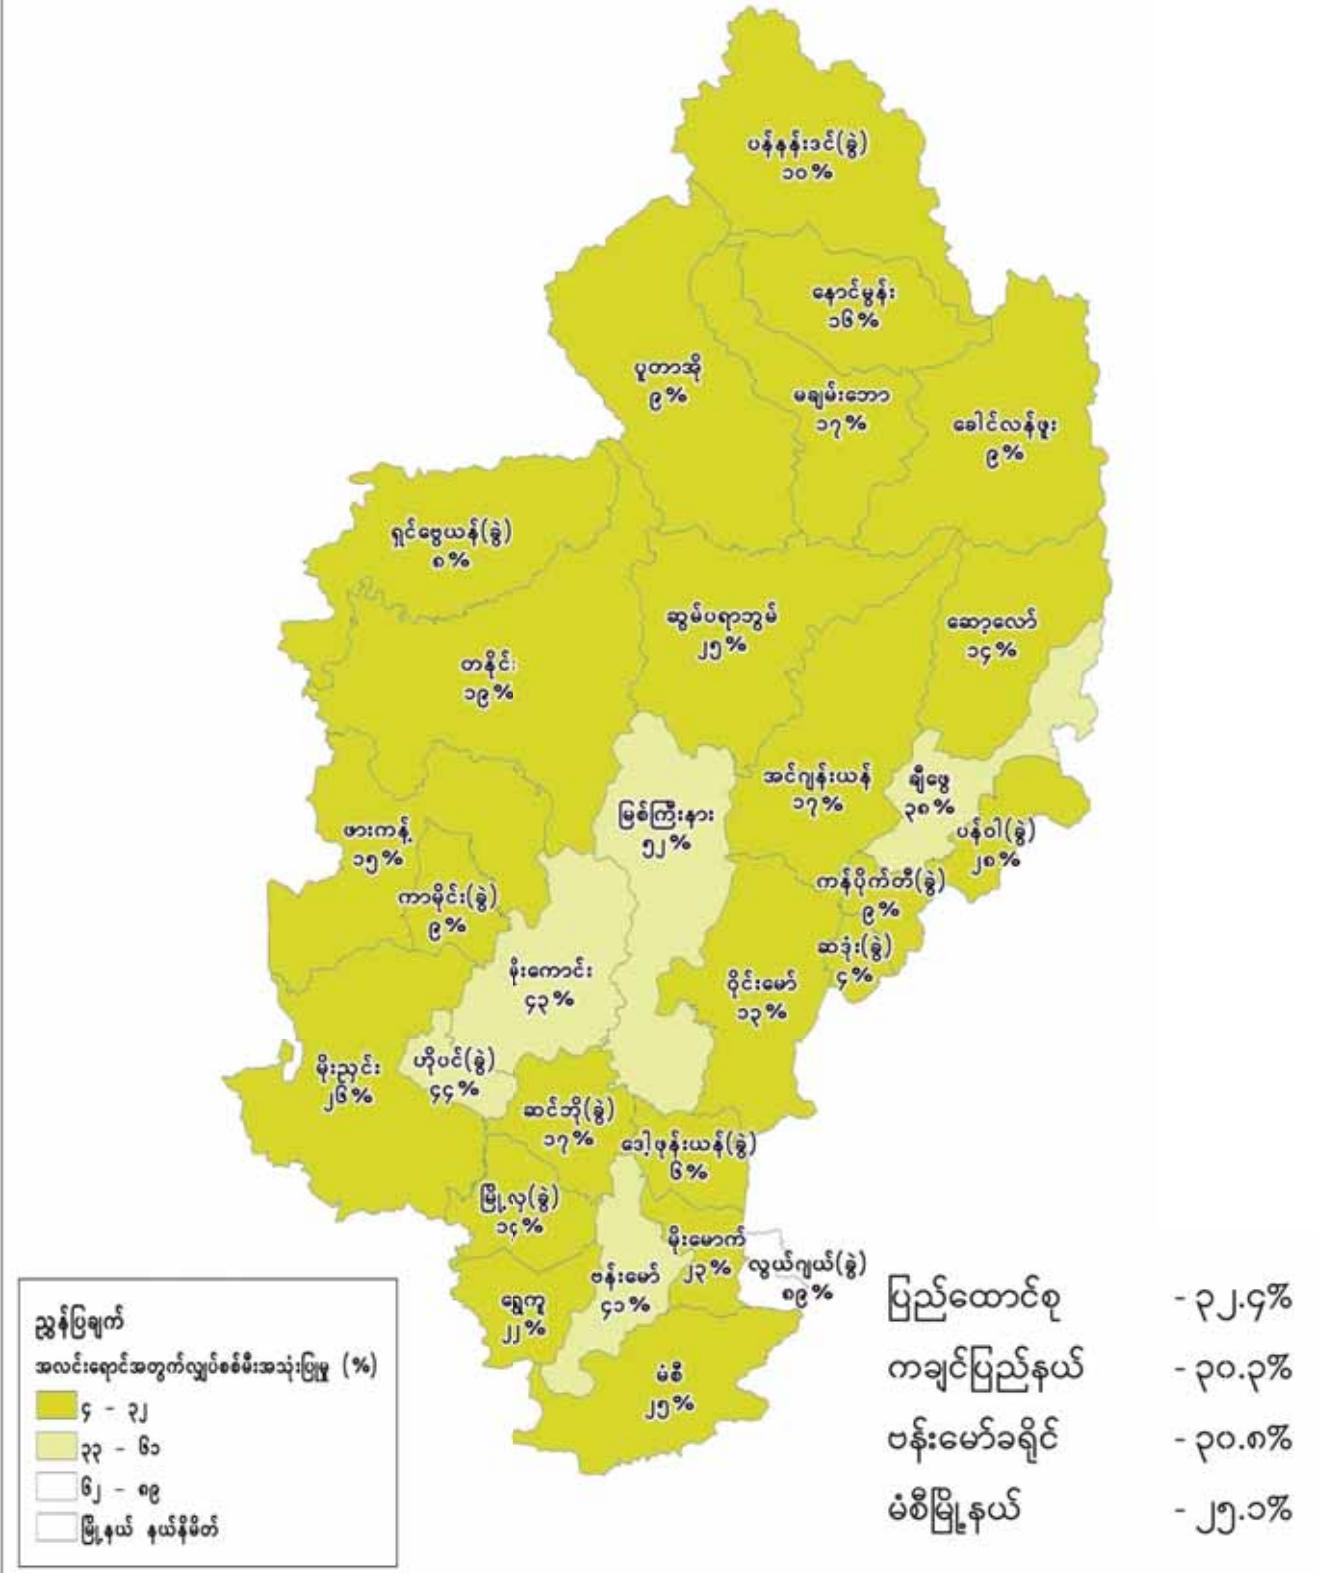 ပန်နန်းဒင်(ခွဲ)
၁၀%
နောင်မွန်း
၁၆%
ပူတာအို
၉%
မချမ်းဘော
၁၇%
ခေါင်လန်ဖူး
၉%
ရှင်ဗွေယန်(ခွဲ)
၈%
ဆွမ်ပရာဘွမ်
၂၅%
ဆော့လော်
၁၄%
တနိုင်း
၁၉%
အင်ဂျန်းယန်
၁၇%
ချီဖွေ
၃၈%
မြစ်ကြီးနား
၅၂%
ဖားကန့်
၁၅%
ပန်ဝါ(ခွဲ)
၂၈%
ကာမိုင်း(ခွဲ)
၉%
ကန်ပိုက်တီ(ခွဲ)
၉%
ဆဒုံး(ခွဲ)
၄%
မိုးကောင်း
၄၃%
ဝိုင်းမော်
၁၃%
မိုးညှင်း
၂၆%
ဟိုပင်(ခွဲ)
၄၄%
ဆင်ဘို(ခွဲ)
၁၇%
ဒေါ့ဖုန်းယန်(ခွဲ)
၆%
မြို့လှ(ခွဲ)
၁၄%
မိုးမောက်
၂၃%
လွယ်ဂျယ်(ခွဲ)
၈၉%
ဗန်းမော်
၄၁%
ရွှေကူ
၂၂%
မံစီ
၂၅%
ညွှန်ပြချက်
အလင်းရောင်အတွက်လျှပ်စစ်မီးအသုံးပြုမှု (%)
၄ - ၃၂
၃၃ - ၆၁
၆၂ - ၈၉
မြို့နယ် နယ်နိမိတ်
ပြည်ထောင်စု - ၃၂.၄%
ကချင်ပြည်နယ် - ၃၀.၃%
ဗန်းမော်ခရိုင် - ၃၀.၈%
မံစီမြို့နယ် - ၂၅.၁%